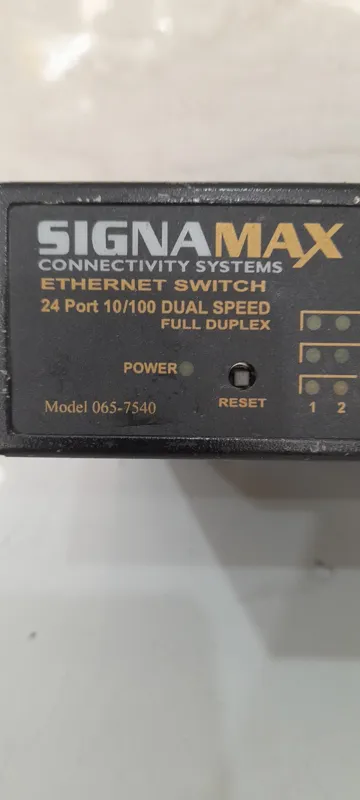 SIGNAMAX
CONNECTIVITY SYSTEMS
ETHERNET SWITCH
24 Port 10/100 DUAL SPEED
FULL DUPLEX
POWER
RESET
Model 065-7540
1 2